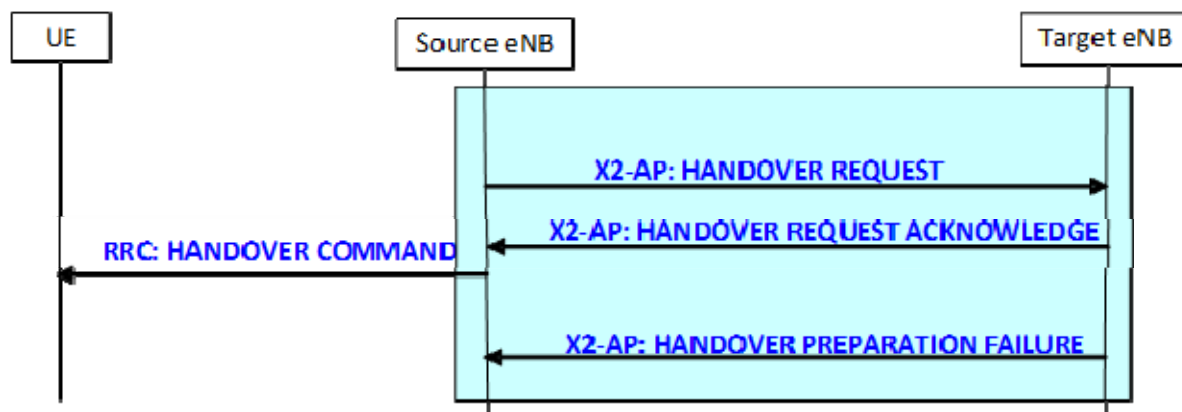 UE
Source eNB
Target eNB
X2-AP: HANDOVER REQUEST
X2-AP: HANDOVER REQUEST ACKNOWLEDGE
RRC: HANDOVER COMMAND
X2-AP: HANDOVER PREPARATION FAILURE